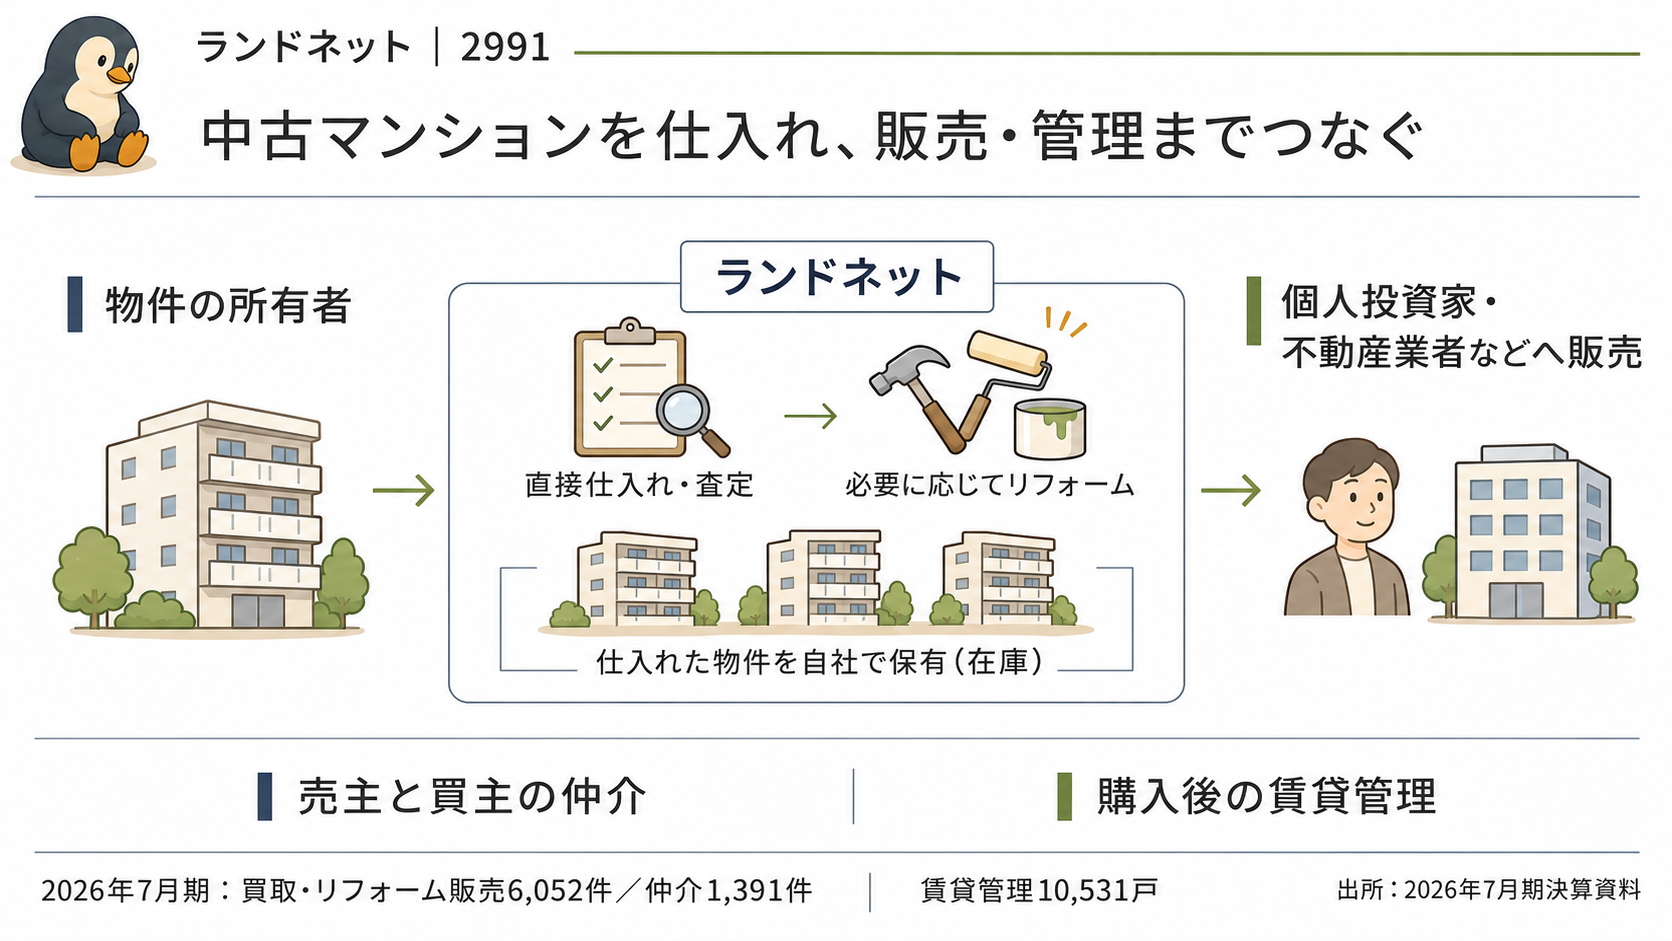 ランドネット｜2991
中古マンションを仕入れ、販売・管理までつなぐ
物件の所有者
ランドネット
直接仕入れ・査定
必要に応じてリフォーム
仕入れた物件を自社で保有（在庫）
個人投資家・
不動産業者などへ販売
売主と買主の仲介
購入後の賃貸管理
2026年7月期：買取・リフォーム販売6,052件／仲介1,391件
賃貸管理10,531戸
出所：2026年7月期決算資料